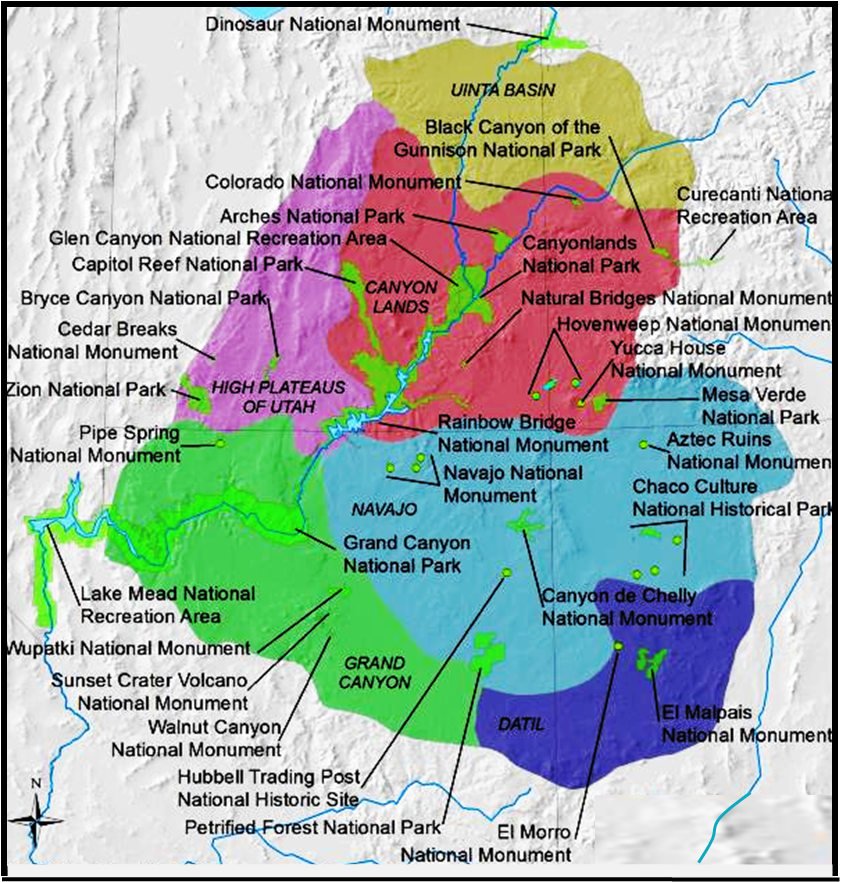 Dinosaur National Monument
UINTA BASIN
Black Canyon of the
Gunnison National Park
Colorado National Monument
Curecanti Nationa
Recreation Area
Arches National Park
Glen Canyon National Recreation Area
Canyonlands
National Park
Capitol Reef National Park
CANYON
LANDS
Bryce Canyon National Park
Natural Bridges National Monument
Hovenweep National Monumen
Cedar Breaks
National Monument
Yucca House
National Monument
HIGH PLATEAUS
OF UTAH
Zion National Park
Mesa Verde
National Park
Rainbow Bridge
National Monument
Pipe Spring
National Monument
Aztec Ruins
National Monumen
Navajo National
Monument
Chaco Culture
National Historical Park
NAVAJO
Grand Canyon
National Park
Lake Mead National
Recreation Area
Canyon de Chelly
National Monument
Wupatki National Monument
GRAND
CANYON
Sunset Crater Volcano
National Monument
Walnut Canyon
National Monument
DATIL
El Malpais
National Monument
Hubbell Trading Post
National Historic Site
N
Petrified Forest National Park
El Morro
National Monument